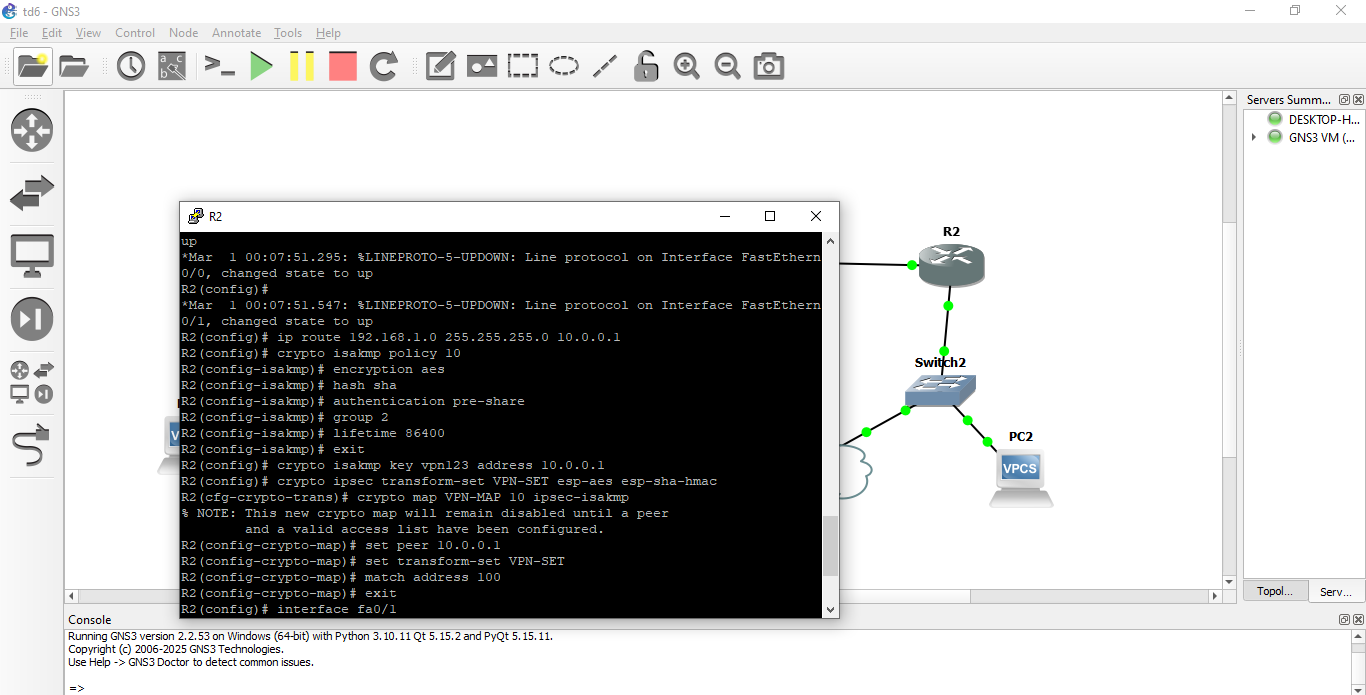 td6 - GNS3
File Edit View Control Node Annotate Tools Help
Servers Summ...
DESKTOP-H...
GNS3 VM (...
R2
R2
up
*Mar  1 00:07:51.295: %LINEPROTO-5-UPDOWN: Line protocol on Interface FastEthern
0/0, changed state to up
R2(config)#
*Mar  1 00:07:51.547: %LINEPROTO-5-UPDOWN: Line protocol on Interface FastEthern
0/1, changed state to up
R2(config)# ip route 192.168.1.0 255.255.255.0 10.0.0.1
R2(config)# crypto isakmp policy 10
R2(config-isakmp)# encryption aes
R2(config-isakmp)# hash sha
R2(config-isakmp)# authentication pre-share
R2(config-isakmp)# group 2
R2(config-isakmp)# lifetime 86400
R2(config-isakmp)# exit
R2(config)# crypto isakmp key vpn123 address 10.0.0.1
R2(config)# crypto ipsec transform-set VPN-SET esp-aes esp-sha-hmac
R2(cfg-crypto-trans)# crypto map VPN-MAP 10 ipsec-isakmp
% NOTE: This new crypto map will remain disabled until a peer
        and a valid access list have been configured.
R2(config-crypto-map)# set peer 10.0.0.1
R2(config-crypto-map)# set transform-set VPN-SET
R2(config-crypto-map)# match address 100
R2(config-crypto-map)# exit
R2(config)# interface fa0/1
Switch2
PC2
VPCS
V
Topol...
Serv...
Console
Running GNS3 version 2.2.53 on Windows (64-bit) with Python 3.10.11 Qt 5.15.2 and PyQt 5.15.11.
Copyright (c) 2006-2025 GNS3 Technologies.
Use Help -> GNS3 Doctor to detect common issues.
=>